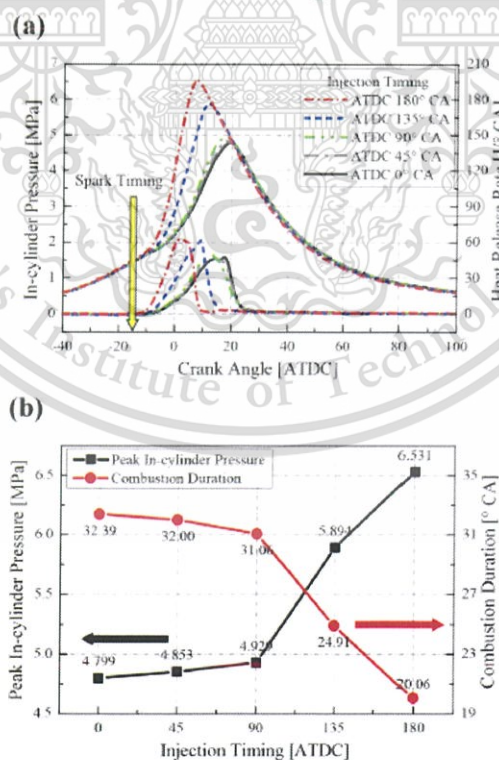 (a)
Injection Timing
ATDC 180° CA
ATDC 135° CA
ATDC 90° CA
ATDC 45° CA
ATDC 0° CA
Spark Timing
In-cylinder Pressure [MPa]
7
6
5
4
3
2
1
0
210
180
150
120
90
60
30
0
-40 -20 0 20 40 60 80 100
Crank Angle [ATDC]
s Institute of Technol
(b)
Peak In-cylinder Pressure
Combustion Duration
Peak In-cylinder Pressure [MPa]
6.5
6.0
5.5
5.0
4.5
Combustion Duration [° CA]
35
31
27
23
19
32.39
32.00
31.06
24.91
20.06
4.799
4.853
4.929
5.894
6.531
0 45 90 135 180
Injection Timing [ATDC]